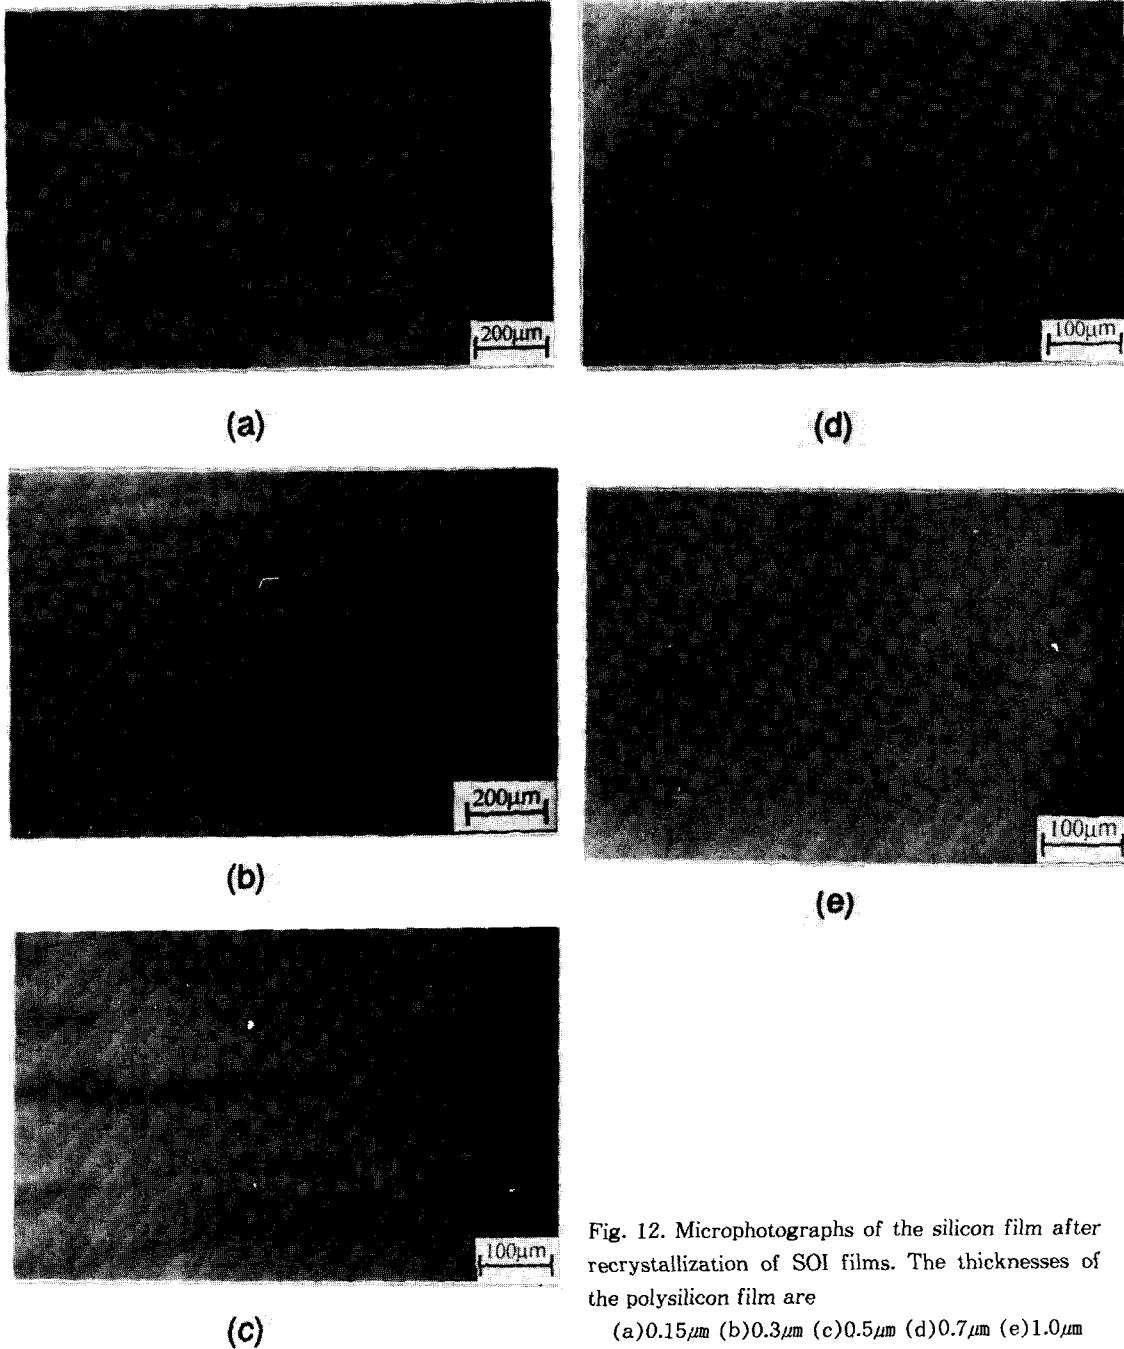 200μm
(a)
200μm
(b)
100μm
(c)
100μm
(d)
100μm
(e)
Fig. 12. Microphotographs of the silicon film after
recrystallization of SOI films. The thicknesses of
the polysilicon film are
(a)0.15μm (b)0.3μm (c)0.5μm (d)0.7μm (e)1.0μm